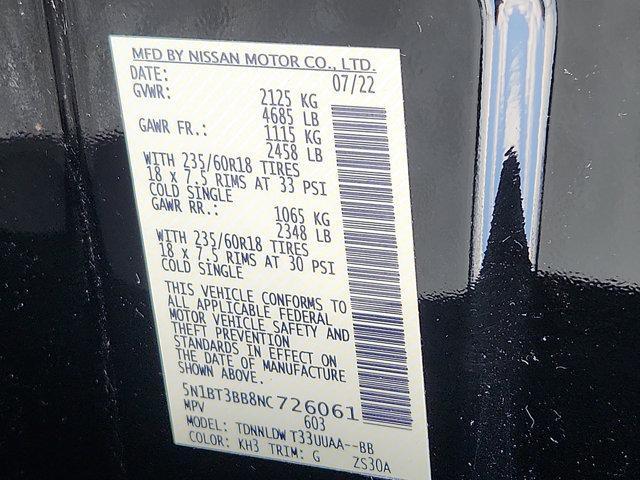 MFD BY NISSAN MOTOR CO., LTD.
DATE: 07/22
GVWR: 2125 KG
4685 LB
GAWR FR.: 1115 KG
2458 LB
WITH 235/60R18 TIRES
18 x 7.5 RIMS AT 33 PSI
COLD SINGLE
GAWR RR.: 1065 KG
2348 LB
WITH 235/60R18 TIRES
18 x 7.5 RIMS AT 30 PSI
COLD SINGLE
THIS VEHICLE CONFORMS TO
ALL APPLICABLE FEDERAL
MOTOR VEHICLE SAFETY AND
THEFT PREVENTION
STANDARDS IN EFFECT ON
THE DATE OF MANUFACTURE
SHOWN ABOVE.
5N1BT3BB8NC726061
MPV 603
MODEL: TDNNLDW T33UUAA--BB
COLOR: KH3 TRIM: G ZS30A